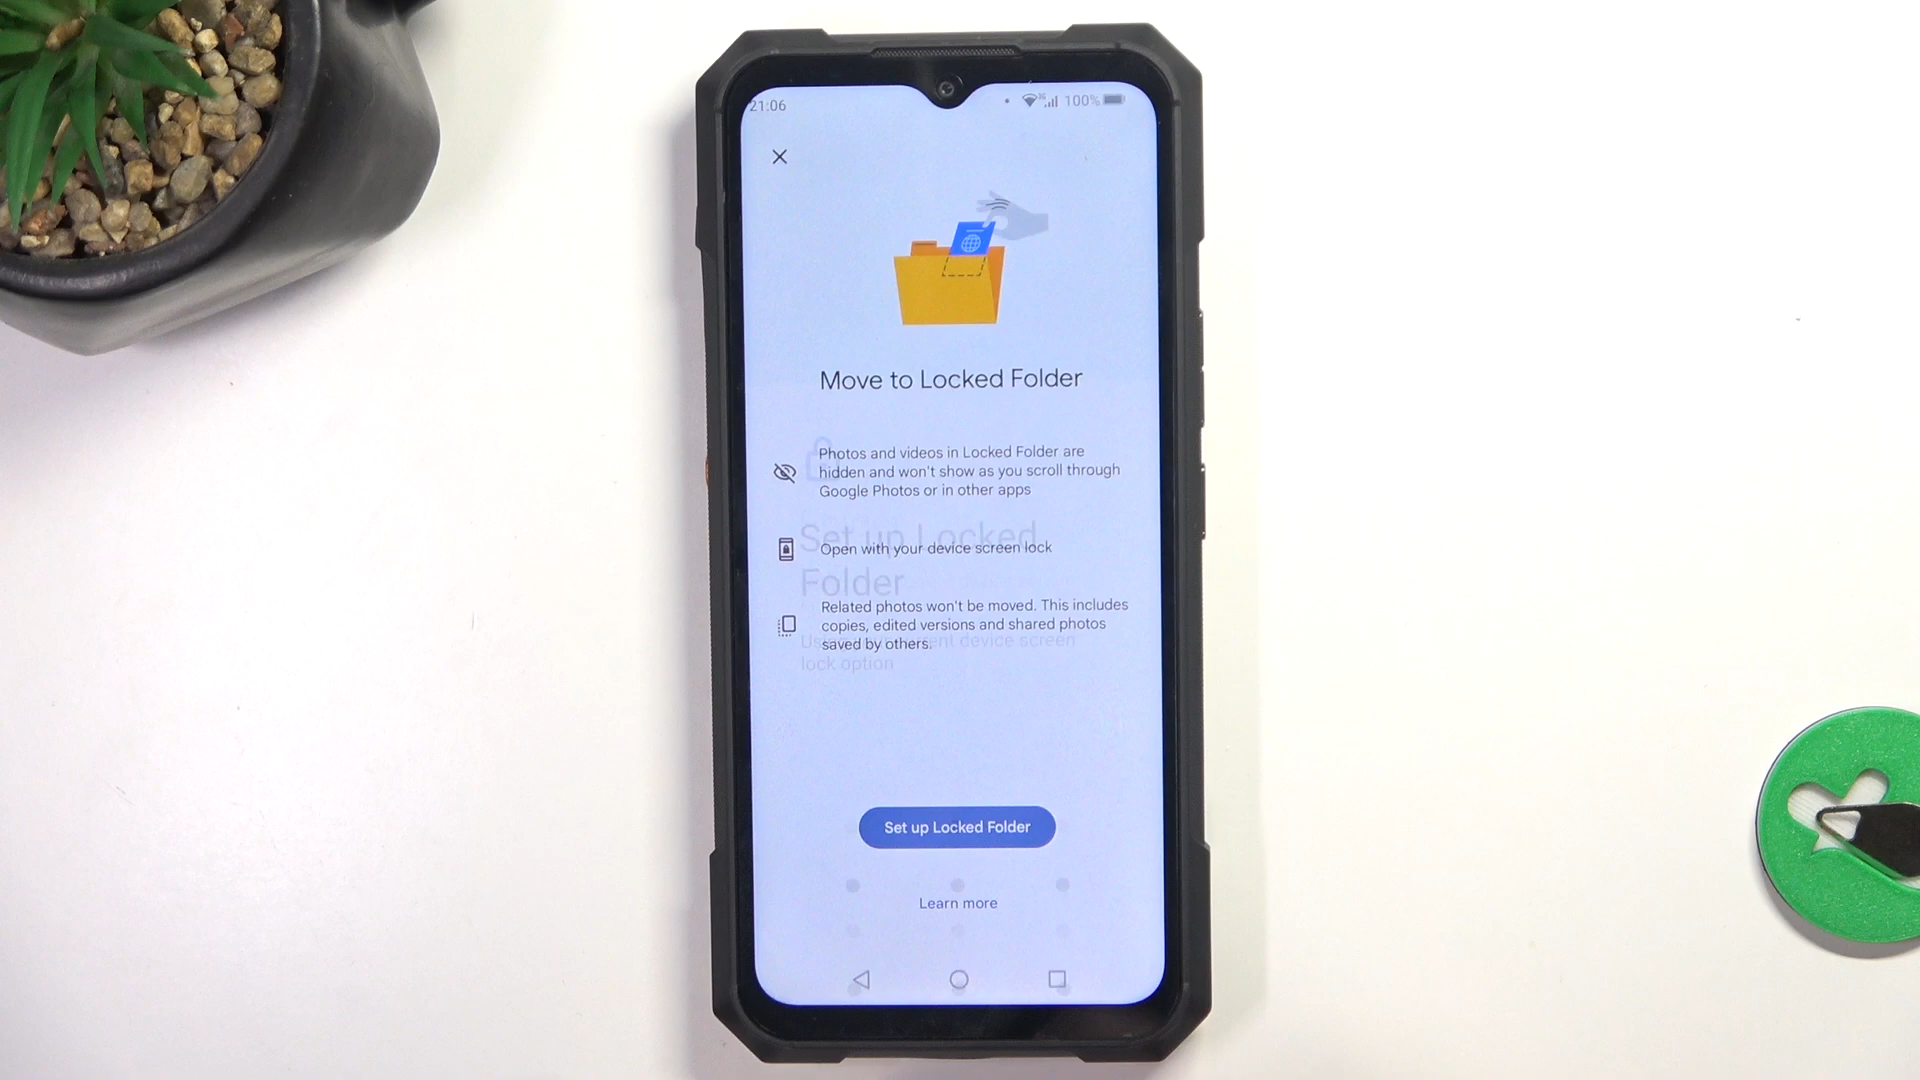 21:06
3G 100%
Move to Locked Folder
Photos and videos in Locked Folder are
hidden and won't show as you scroll through
Google Photos or in other apps
Set up Locked
Folder
Open with your device screen lock
Related photos won't be moved. This includes
copies, edited versions and shared photos
saved by others.
current device screen
lock option
Set up Locked Folder
Learn more